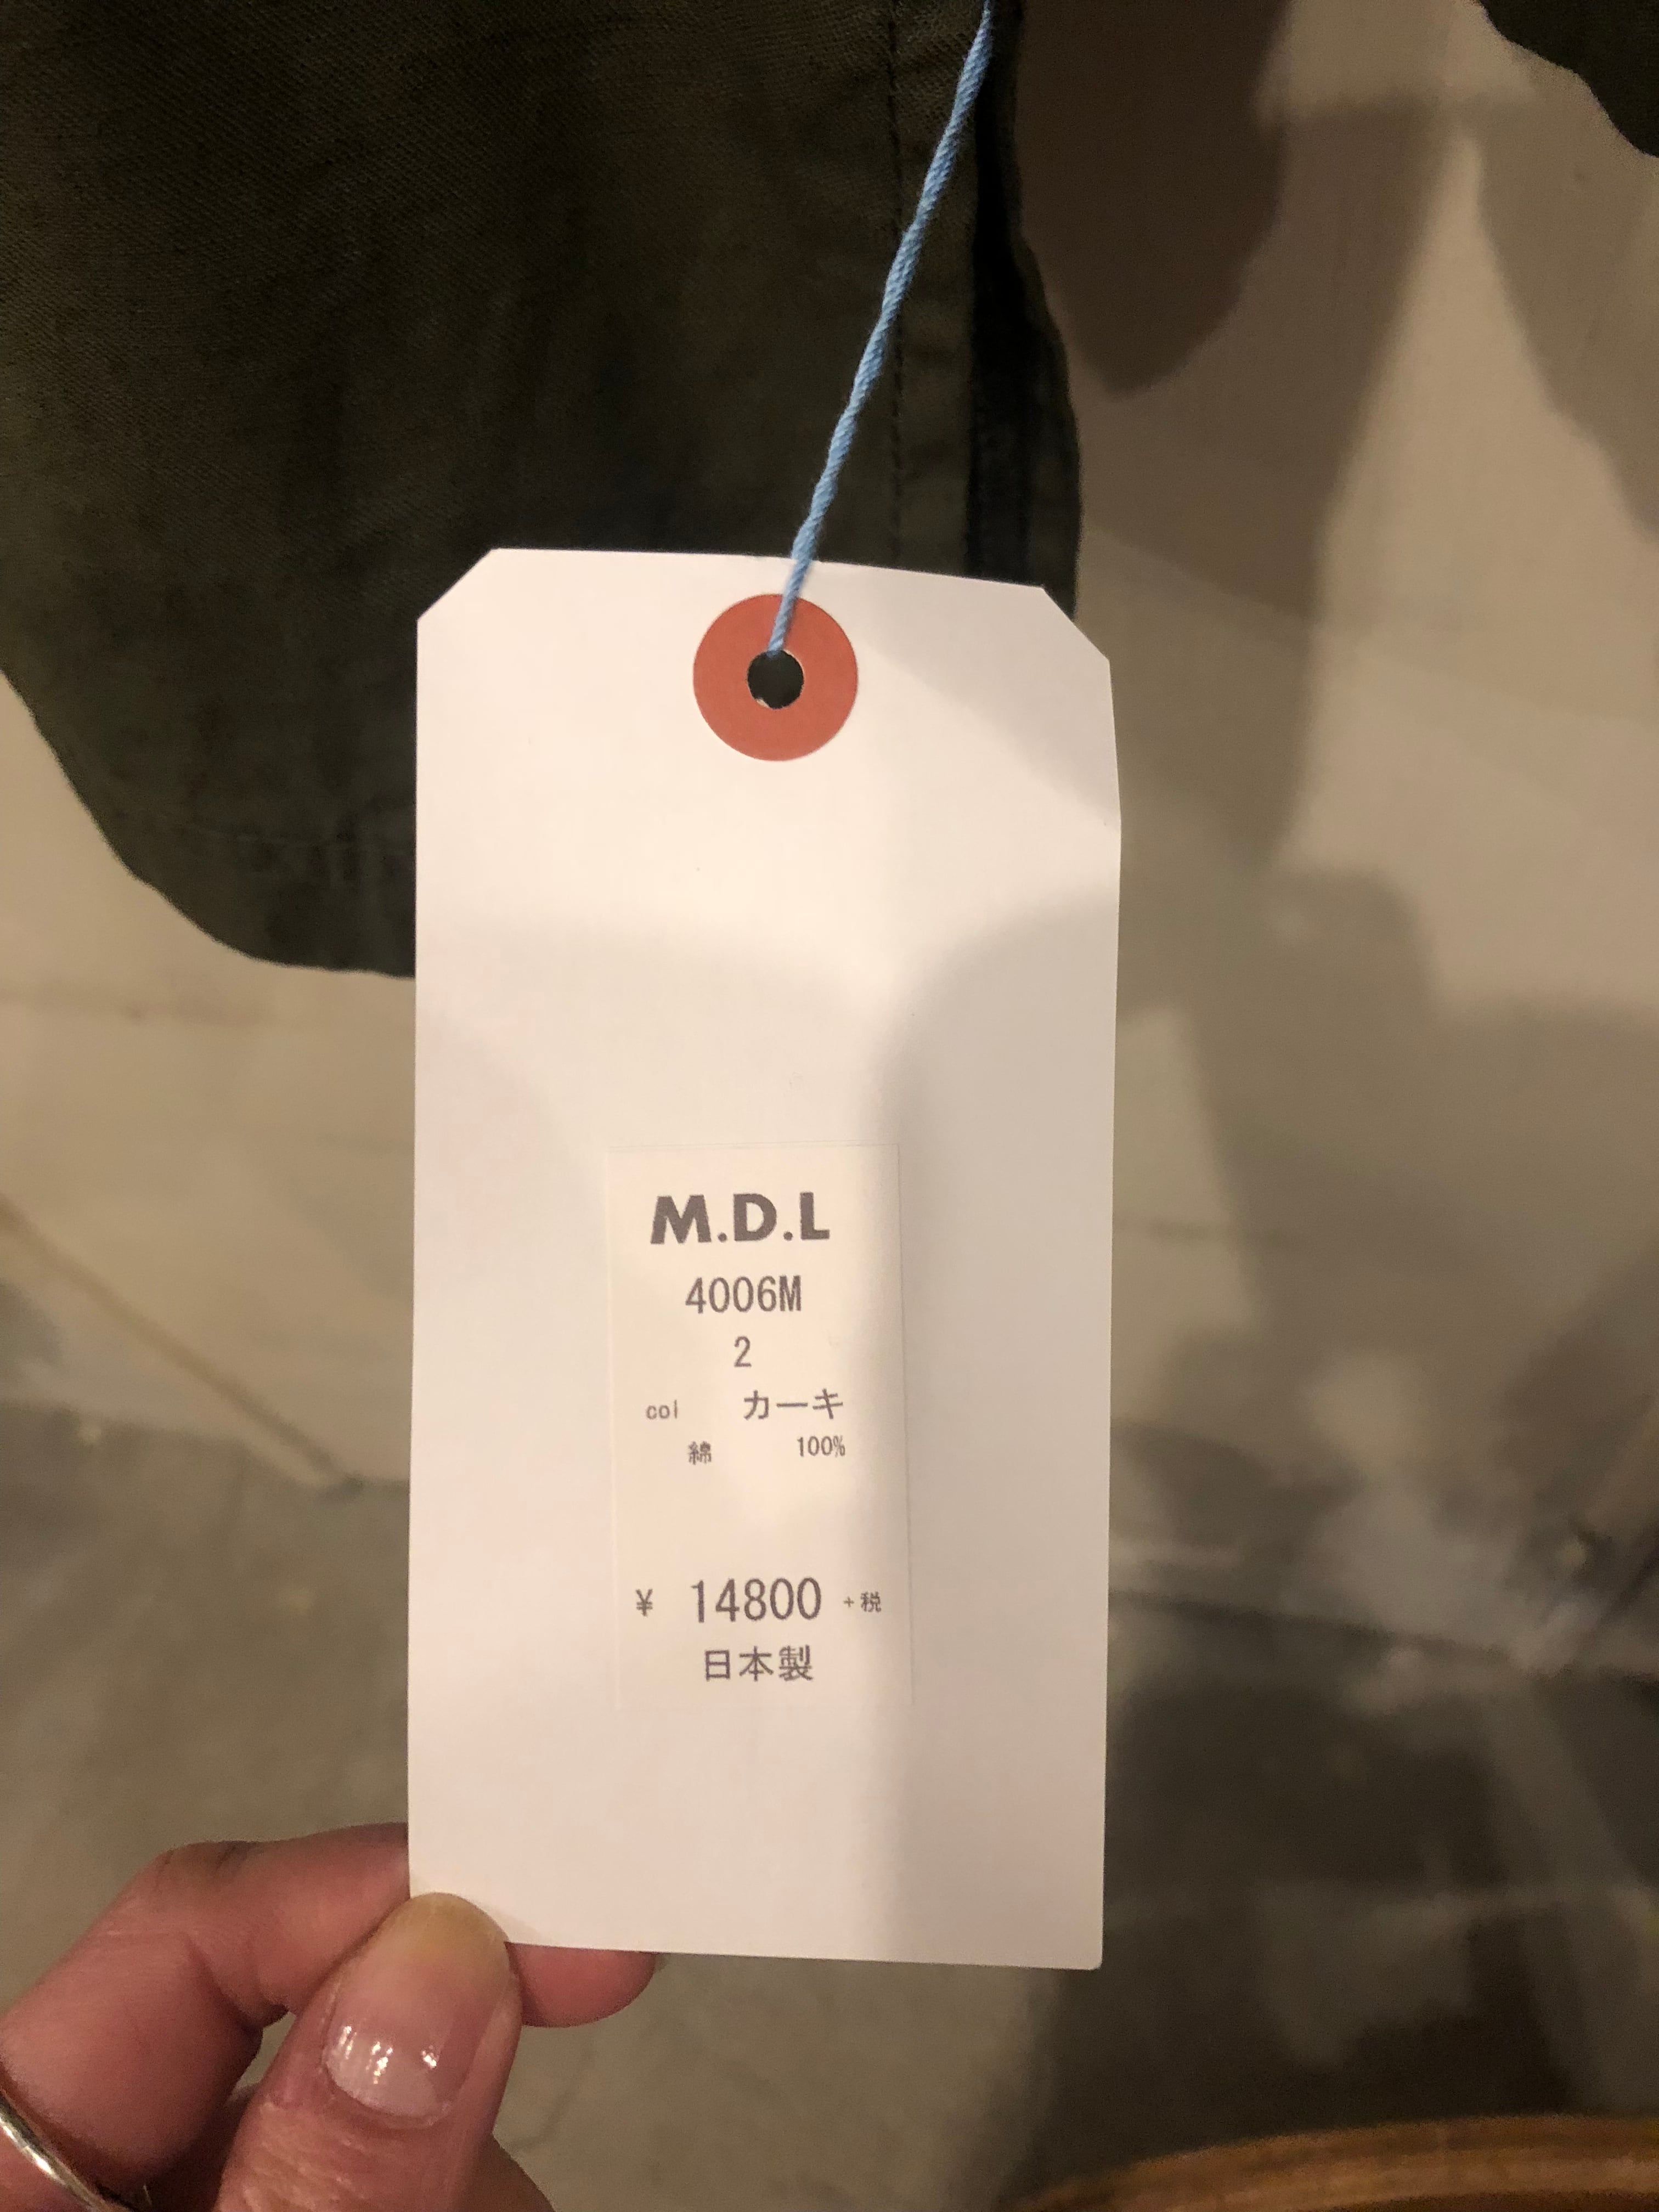 M.D.L
4006M
2
col カーキ
綿 100%
¥ 14800 +税
日本製